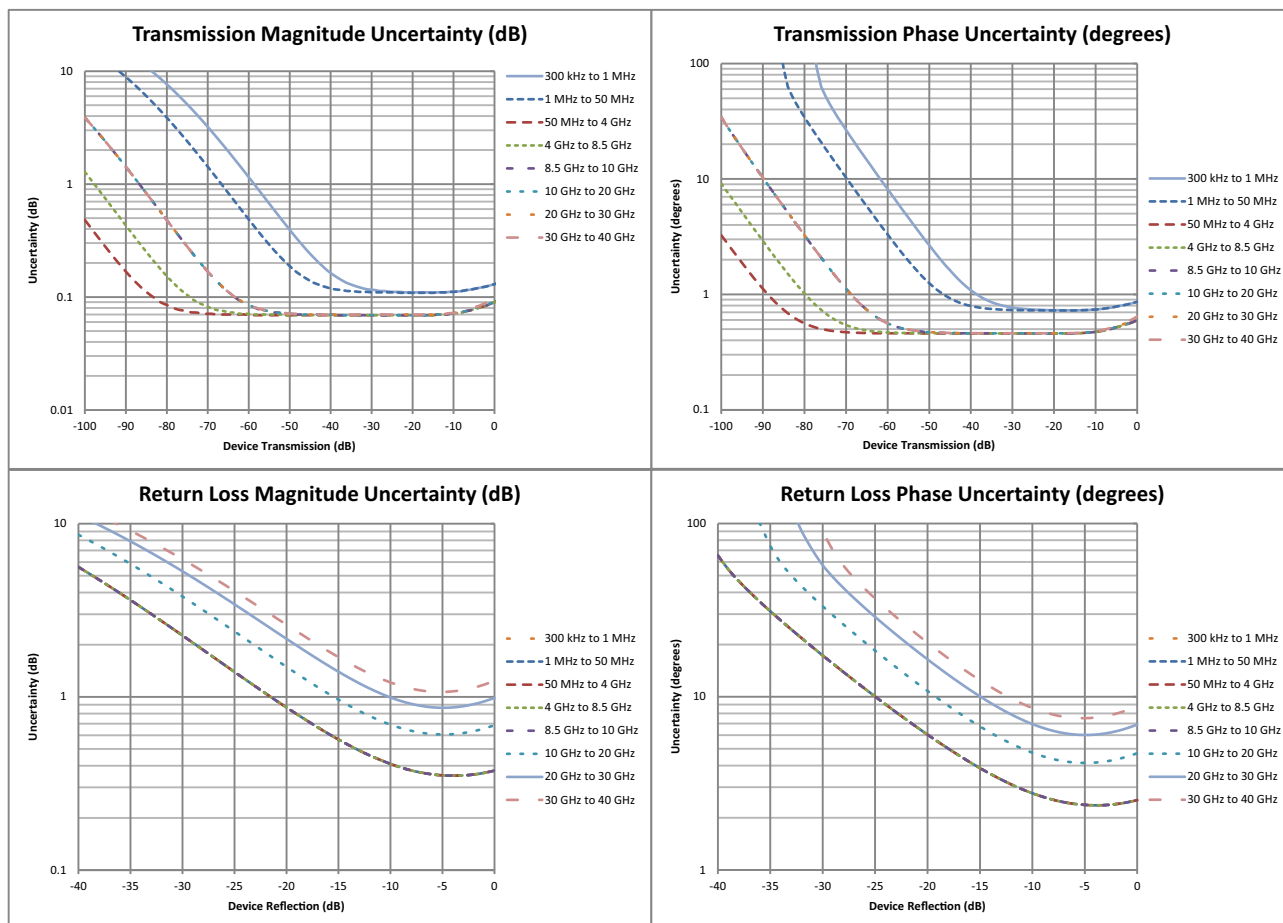 Transmission Magnitude Uncertainty (dB)
10
1
0.1
0.01
Uncertainty (dB)
-100 -90 -80 -70 -60 -50 -40 -30 -20 -10 0
Device Transmission (dB)
300 kHz to 1 MHz
1 MHz to 50 MHz
50 MHz to 4 GHz
4 GHz to 8.5 GHz
8.5 GHz to 10 GHz
10 GHz to 20 GHz
20 GHz to 30 GHz
30 GHz to 40 GHz
Transmission Phase Uncertainty (degrees)
100
10
1
0.1
Uncertainty (degrees)
-100 -90 -80 -70 -60 -50 -40 -30 -20 -10 0
Device Transmission (dB)
300 kHz to 1 MHz
1 MHz to 50 MHz
50 MHz to 4 GHz
4 GHz to 8.5 GHz
8.5 GHz to 10 GHz
10 GHz to 20 GHz
20 GHz to 30 GHz
30 GHz to 40 GHz
Return Loss Magnitude Uncertainty (dB)
10
1
0.1
Uncertainty (dB)
-40 -35 -30 -25 -20 -15 -10 -5 0
Device Reflection (dB)
300 kHz to 1 MHz
1 MHz to 50 MHz
50 MHz to 4 GHz
4 GHz to 8.5 GHz
8.5 GHz to 10 GHz
10 GHz to 20 GHz
20 GHz to 30 GHz
30 GHz to 40 GHz
Return Loss Phase Uncertainty (degrees)
100
10
1
Uncertainty (degrees)
-40 -35 -30 -25 -20 -15 -10 -5 0
Device Reflection (dB)
300 kHz to 1 MHz
1 MHz to 50 MHz
50 MHz to 4 GHz
4 GHz to 8.5 GHz
8.5 GHz to 10 GHz
10 GHz to 20 GHz
20 GHz to 30 GHz
30 GHz to 40 GHz